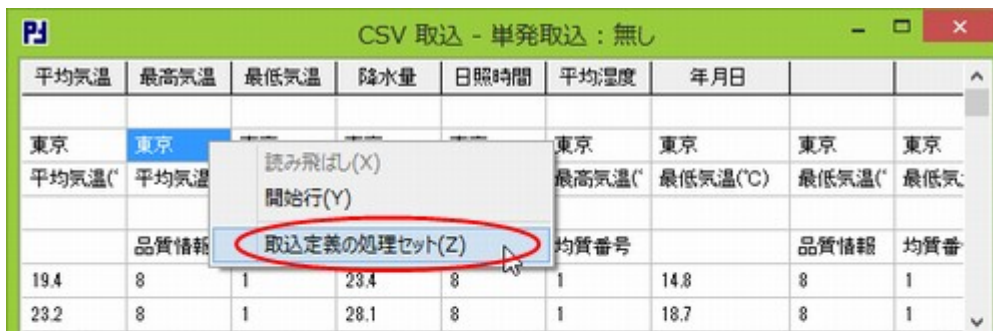 CSV 取込 - 単発取込 : 無し
平均気温 最高気温 最低気温 降水量 日照時間 平均湿度 年月日
東京 東京 東京 東京 東京 東京
平均気温(℃ 平均気温 最高気温(℃ 最低気温(℃) 最低気温(℃ 最低気温
読み飛ばし(X)
開始行(Y)
品質情報 取込定義の処理セット(Z) 均質番号 品質情報 均質番
19.4 8 1 23.4 8 1 14.8 8 1
23.2 8 1 28.1 8 1 18.7 8 1